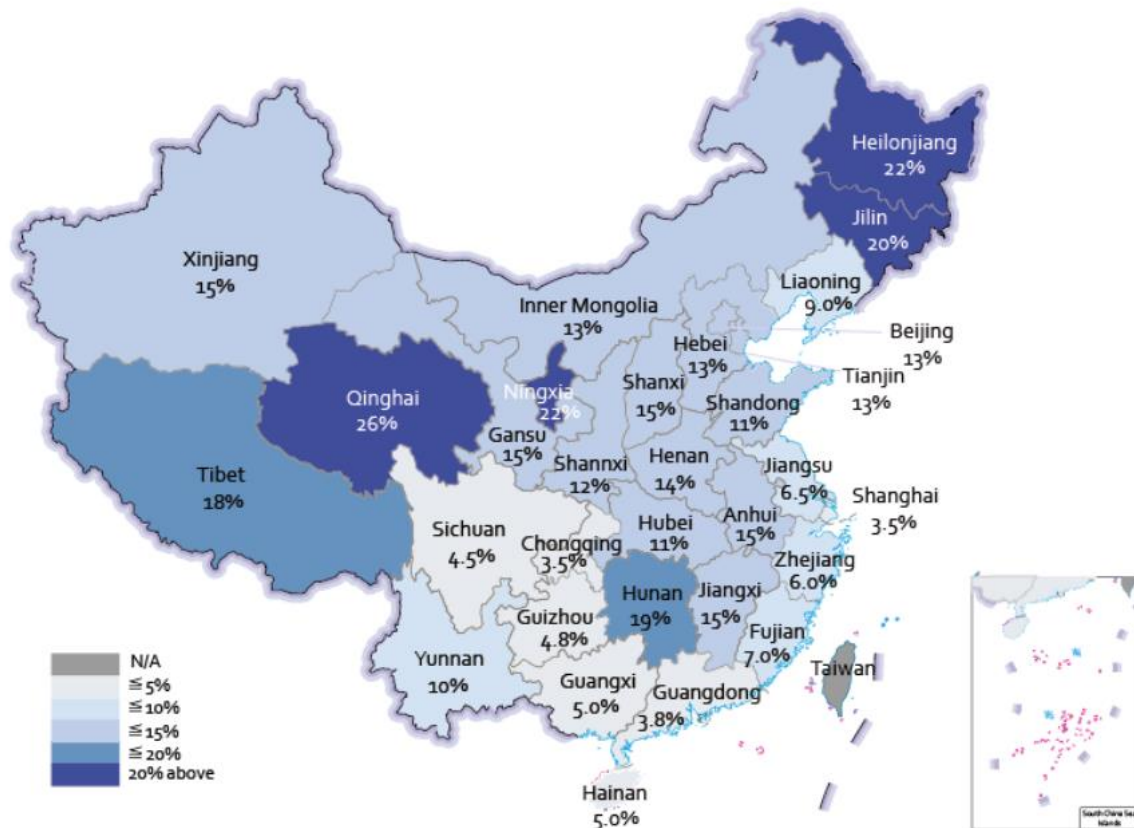 Heilonjiang
22%
Jilin
20%
Liaoning
9.0%
Xinjiang
15%
Inner Mongolia
13%
Beijing
13%
Hebei
13%
Tianjin
13%
Qinghai
26%
Ningxia
22%
Shanxi
15%
Shandong
11%
Gansu
15%
Shannxi
12%
Henan
14%
Jiangsu
6.5%
Shanghai
3.5%
Tibet
18%
Sichuan
4.5%
Chongqing
3.5%
Hubei
11%
Anhui
15%
Zhejiang
6.0%
Hunan
19%
Jiangxi
15%
Guizhou
4.8%
Fujian
7.0%
Yunnan
10%
Taiwan
Guangxi
5.0%
Guangdong
3.8%
Hainan
5.0%
N/A
≦ 5%
≦ 10%
≦ 15%
≦ 20%
20% above
South China Sea
Islands